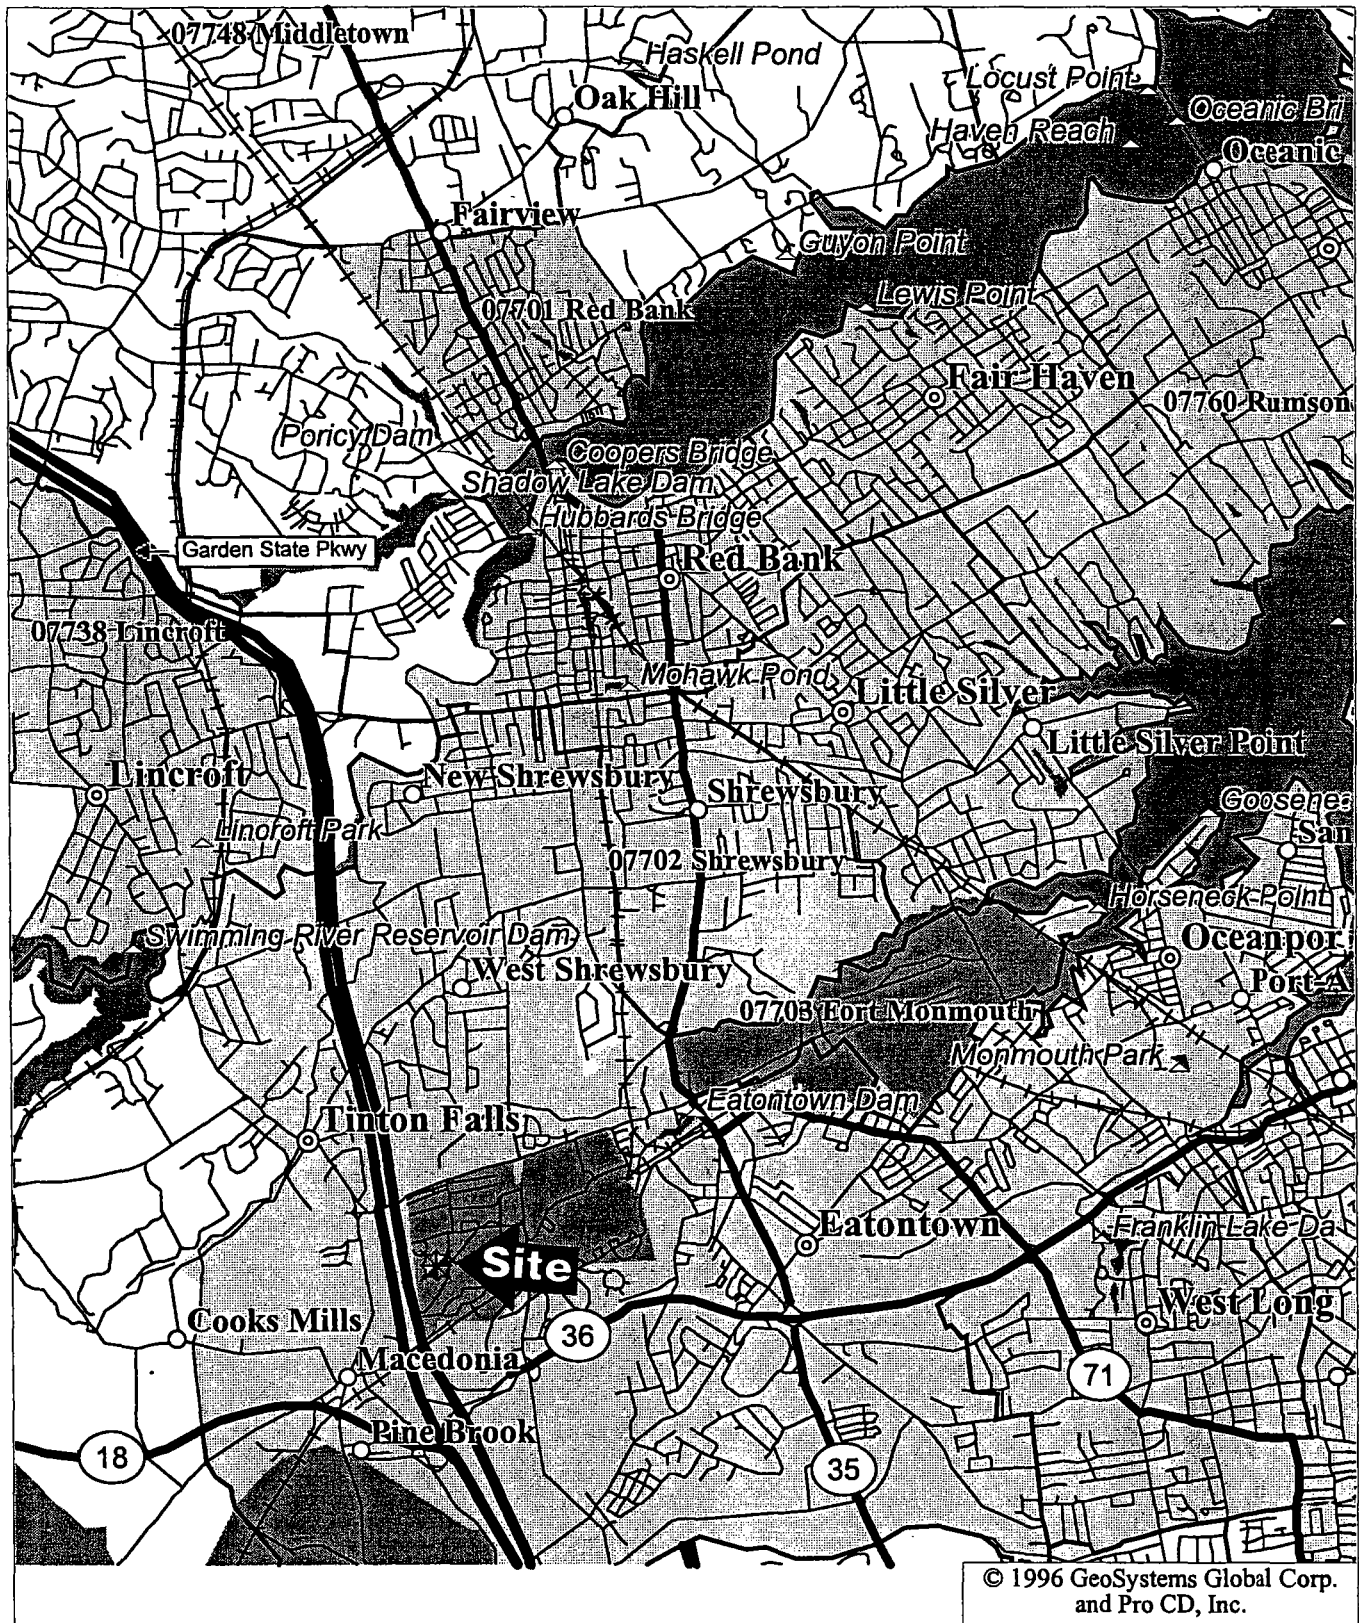 07748 Middletown
Haskell Pond
Locust Point
Oak Hill
Oceanic Bri
Haven Reach
Oceanic
Fairview
Guyon Point
Lewis Point
07701 Red Bank
Fair Haven
07760 Rumson
Poricy Dam
Coopers Bridge
Shadow Lake Dam
Hubbards Bridge
Garden State Pkwy
Red Bank
07738 Lincroft
Mohawk Pond
Little Silver
Little Silver Point
Lincroft
New Shrewsbury
Shrewsbury
Goosene
San
Lincroft Park
07702 Shrewsbury
Horseneck Point
Swimming River Reservoir Dam
Oceanpor
West Shrewsbury
Port-A
07703 Fort Monmouth
Monmouth Park
Eatontown Dam
Tinton Falls
Eatontown
Franklin Lake Da
Site
West Long
Cooks Mills
36
Macedonia
71
Pine Brook
18
35
© 1996 GeoSystems Global Corp.
and Pro CD, Inc.